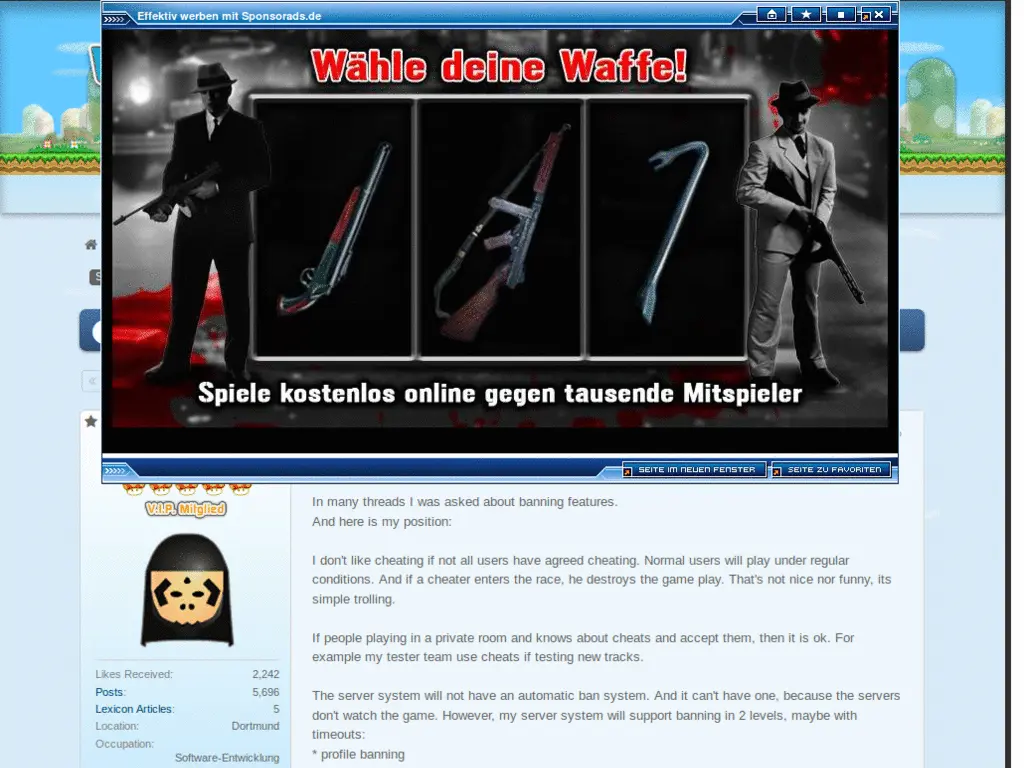 Effektiv werben mit Sponsorads.de
Wähle deine Waffe!
Spiele kostenlos online gegen tausende Mitspieler
SEITE IM NEUEN FENSTER
SEITE ZU FAVORITEN
V.I.P. Mitglied
Likes Received: 2,242
Posts: 5,696
Lexicon Articles: 5
Location: Dortmund
Occupation:
Software-Entwicklung
In many threads I was asked about banning features.
And here is my position:
I don't like cheating if not all users have agreed cheating. Normal users will play under regular
conditions. And if a cheater enters the race, he destroys the game play. That's not nice nor funny, its
simple trolling.
If people playing in a private room and knows about cheats and accept them, then it is ok. For
example my tester team use cheats if testing new tracks.
The server system will not have an automatic ban system. And it can't have one, because the servers
don't watch the game. However, my server system will support banning in 2 levels, maybe with
timeouts:
* profile banning